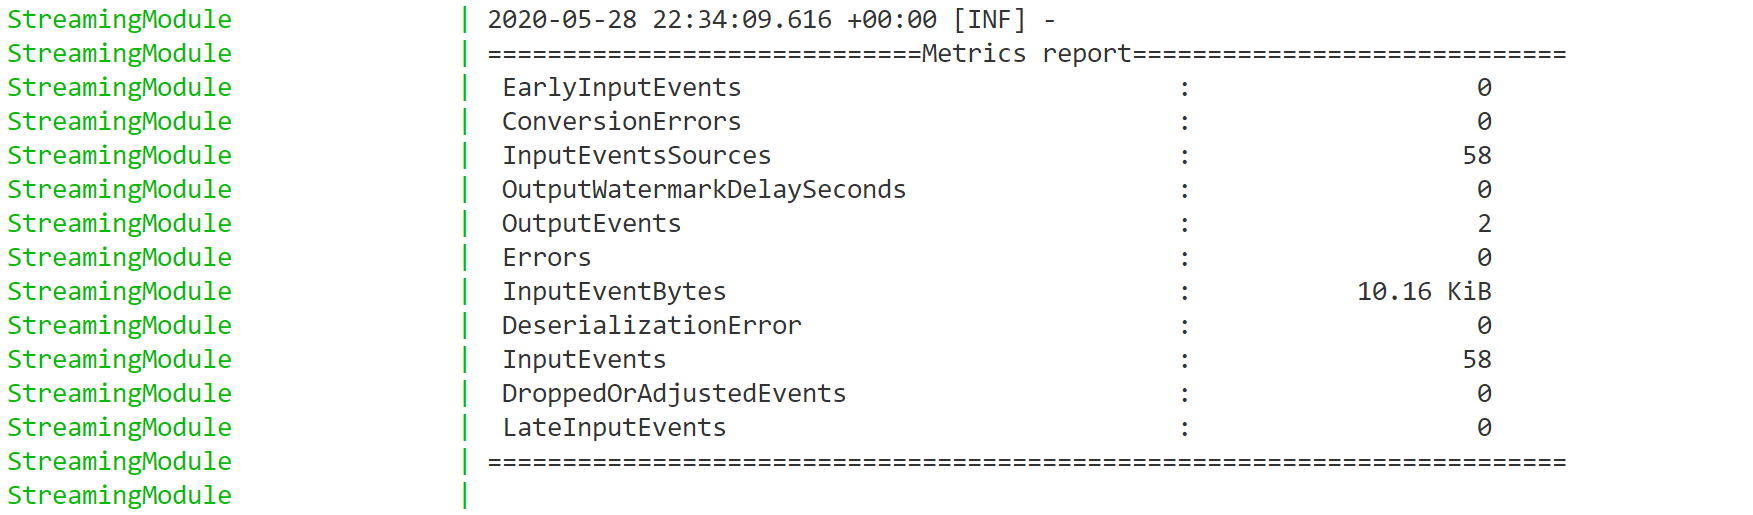 StreamingModule | 2020-05-28 22:34:09.616 +00:00 [INF] -
StreamingModule | =============================Metrics report=============================
StreamingModule | EarlyInputEvents : 0
StreamingModule | ConversionErrors : 0
StreamingModule | InputEventsSources : 58
StreamingModule | OutputWatermarkDelaySeconds : 0
StreamingModule | OutputEvents : 2
StreamingModule | Errors : 0
StreamingModule | InputEventBytes : 10.16 KiB
StreamingModule | DeserializationError : 0
StreamingModule | InputEvents : 58
StreamingModule | DroppedOrAdjustedEvents : 0
StreamingModule | LateInputEvents : 0
StreamingModule | ========================================================================
StreamingModule |